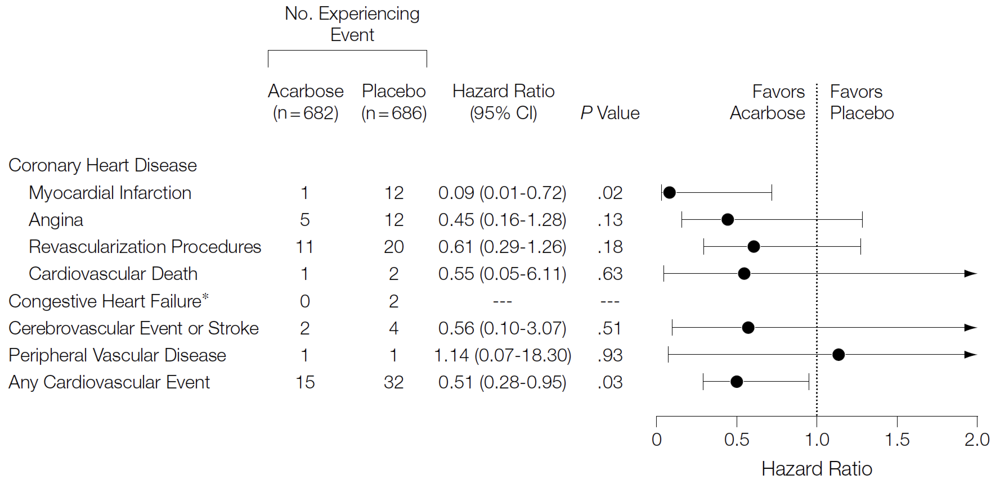 No. Experiencing
Event
Acarbose Placebo Hazard Ratio Favors Favors
(n=682) (n=686) (95% CI) P Value Acarbose Placebo
Coronary Heart Disease
Myocardial Infarction 1 12 0.09 (0.01-0.72) .02
Angina 5 12 0.45 (0.16-1.28) .13
Revascularization Procedures 11 20 0.61 (0.29-1.26) .18
Cardiovascular Death 1 2 0.55 (0.05-6.11) .63
Congestive Heart Failure* 0 2 --- ---
Cerebrovascular Event or Stroke 2 4 0.56 (0.10-3.07) .51
Peripheral Vascular Disease 1 1 1.14 (0.07-18.30) .93
Any Cardiovascular Event 15 32 0.51 (0.28-0.95) .03
0 0.5 1.0 1.5 2.0
Hazard Ratio